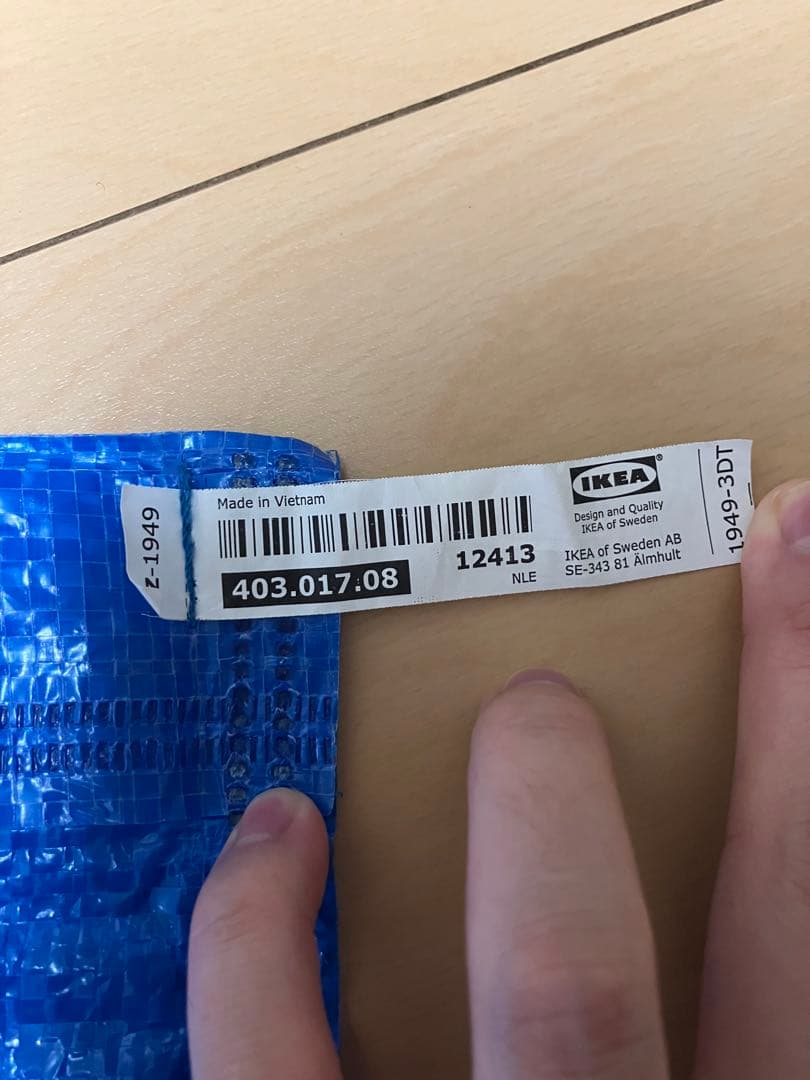 z-1949
Made in Vietnam
403.017.08
12413
NLE
IKEA®
Design and Quality
IKEA of Sweden
IKEA of Sweden AB
SE-343 81 Älmhult
1949-3DT